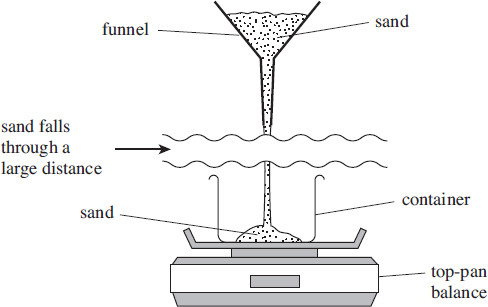 funnel
sand
sand falls
through a
large distance
container
sand
top-pan
balance